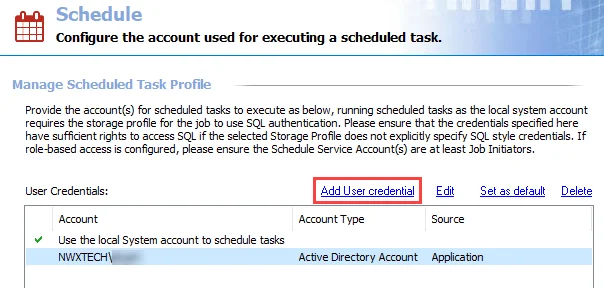 Schedule
Configure the account used for executing a scheduled task.
Manage Scheduled Task Profile
Provide the account(s) for scheduled tasks to execute as below, running scheduled tasks as the local system account
requires the storage profile for the job to use SQL authentication. Please ensure that the credentials specified here
have sufficient rights to access SQL if the selected Storage Profile does not explicitly specify SQL style credentials. If
role-based access is configured, please ensure the Schedule Service Account(s) are at least Job Initiators.
User Credentials: Add User credential Edit Set as default Delete
Account Account Type Source
Use the local System account to schedule tasks
NWXTECH\ Active Directory Account Application